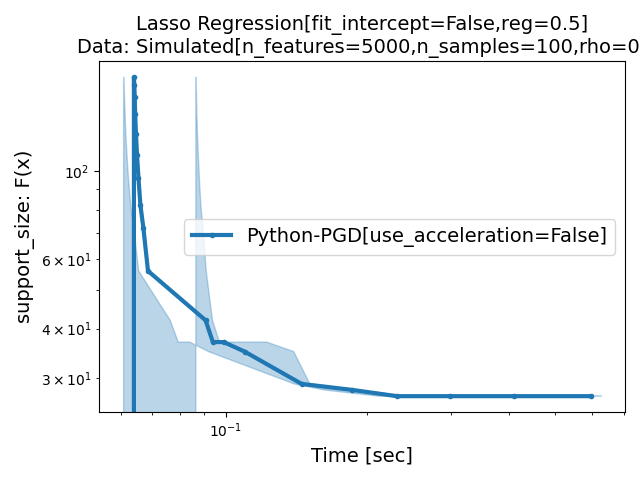 Lasso Regression[fit_intercept=False,reg=0.5]
Data: Simulated[n_features=5000,n_samples=100,rho=0
support_size: F(x)
10²
6 × 10¹
4 × 10¹
3 × 10¹
Python-PGD[use_acceleration=False]
10⁻¹
Time [sec]